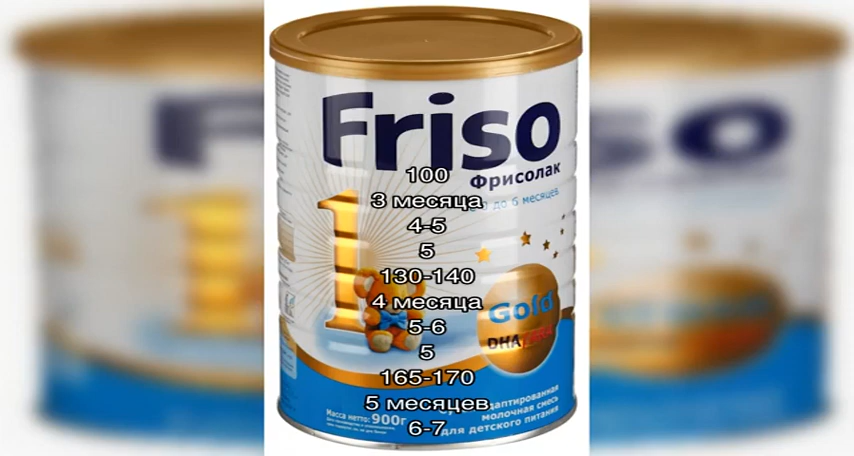 Friso
Фрисолак
100
3 месяца
до 6 месяцев
4-5
5
130-140
4 месяца
1
5-6
5
Gold
DHA
165-170
5 месяцев
адаптированная
молочная смесь
для детского питания
Масса нетто: 900г
6-7